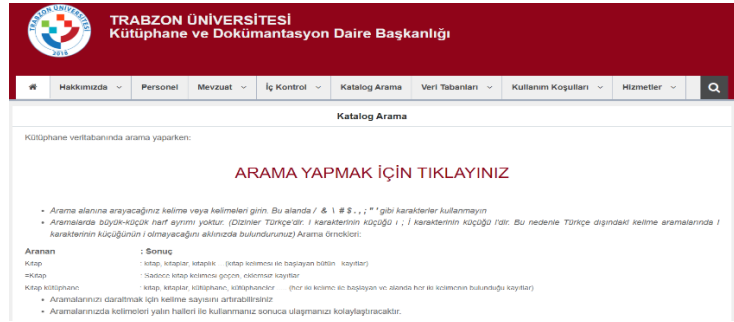 TRABZON ÜNİVERSİTESİ
Kütüphane ve Dokümantasyon Daire Başkanlığı
TRABZON ÜNİVERSİTESİ
2018
Hakkımızda Personel Mevzuat İç Kontrol Katalog Arama Veri Tabanları Kullanım Koşulları Hizmetler
Katalog Arama
Kütüphane veritabanında arama yaparken:
ARAMA YAPMAK İÇİN TIKLAYINIZ
• Arama alanına arayacağınız kelime veya kelimeleri girin. Bu alanda / & \ # $ . , ; " ' gibi karakterler kullanmayın
• Aramalarda büyük-küçük harf ayrımı yoktur. (Dizinler Türkçe'dir. I karakterinin küçüğü ı ; İ karakterinin küçüğü i'dir. Bu nedenle Türkçe dışındaki kelime aramalarında I
karakterinin küçüğünün i olmayacağını aklınızda bulundurunuz) Arama örnekleri:
Aranan : Sonuç
Kitap : kitap, kitaplar, kitaplık ...(kitap kelimesi ile başlayan bütün kayıtlar)
=Kitap : Sadece kitap kelimesi geçen, eklemsiz kayıtlar
Kitap kütüphane : kitap, kitaplar, kütüphane, kütüphaneler .... (her iki kelime ile başlayan ve alanda her iki kelimenin bulunduğu kayıtlar)
• Aramalarınızı daraltmak için kelime sayısını artırabilirsiniz
• Aramalarınızda kelimeleri yalın halleri ile kullanmanız sonuca ulaşmanızı kolaylaştıracaktır.